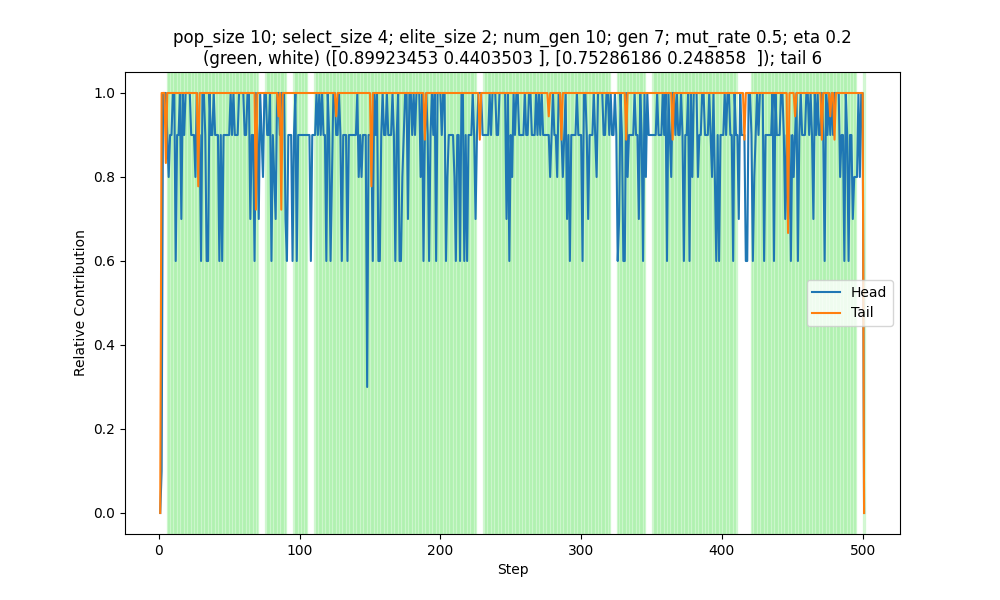 pop_size 10; select_size 4; elite_size 2; num_gen 10; gen 7; mut_rate 0.5; eta 0.2
(green, white) ([0.89923453 0.4403503 ], [0.75286186 0.248858  ]); tail 6
1.0
0.8
0.6
0.4
0.2
0.0
Relative Contribution
Head
Tail
0 100 200 300 400 500
Step